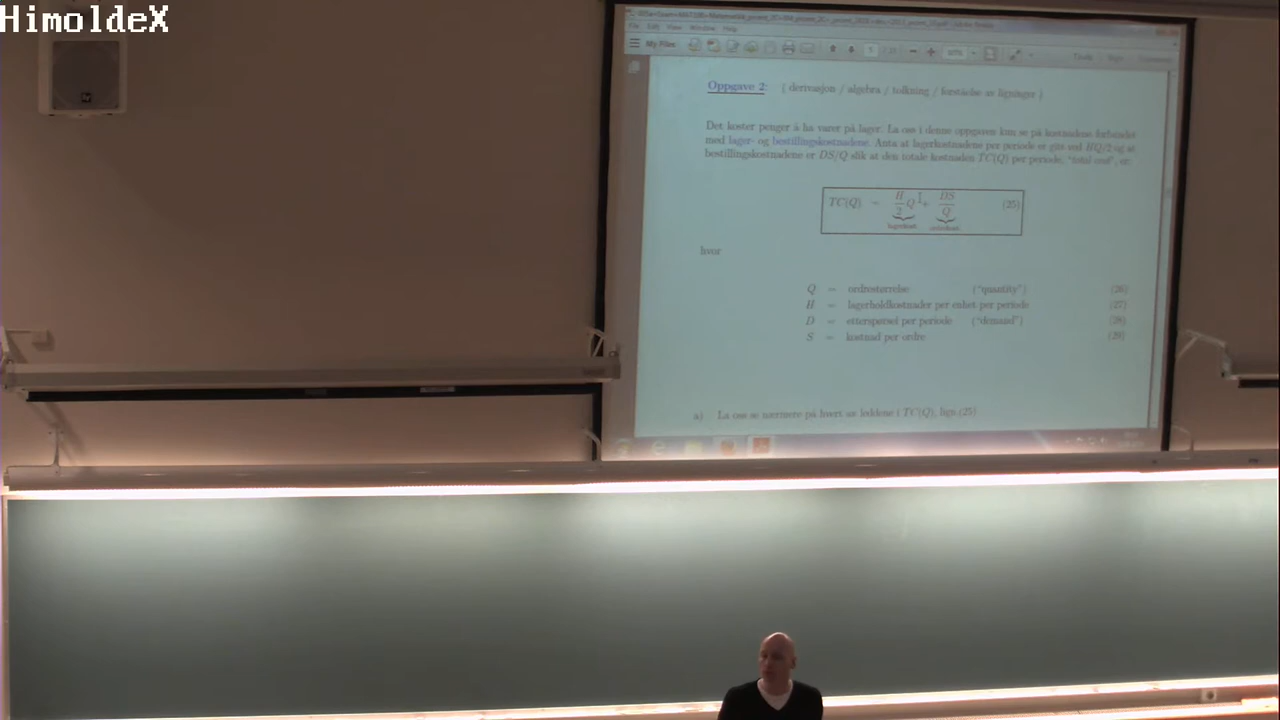 HimoldeX
My Files
Oppgave 2: ( derivasjon / algebra / tolkning / forståelse av ligninger )
Det koster penger å ha varer på lager. La oss i denne oppgaven kun se på kostnadene forbundet
med lager- og bestillingskostnadene. Anta at lagerkostnadene per periode er gitt ved HQ/2 og at
bestillingskostnadene er DS/Q slik at den totale kostnaden TC(Q) per periode, "total cost", er:
TC(Q) = H/2 Q + DS/Q (25)
lagerkost.
hvor
Q = ordrestørrelse ("quantity") (26)
H = lagerholdkostnader per enhet per periode (27)
D = etterspørsel per periode ("demand") (28)
S = kostnad per ordre (29)
a) La oss se nærmere på hvert av leddene i TC(Q), lign.(25)